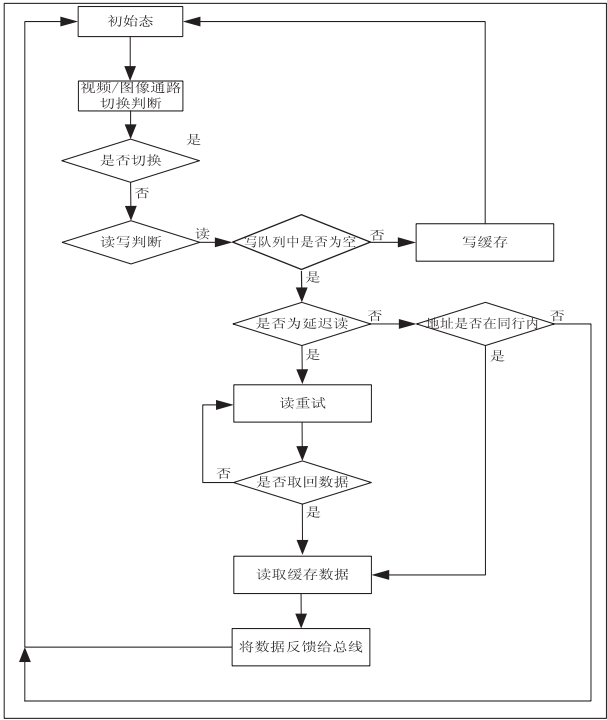 初始态
视频/图像通路
切换判断
是
是否切换
否
读写判断
读
写队列中是否为空
否
写缓存
是
是否为延迟读
否
地址是否在同行内
否
是
是
读重试
否
是否取回数据
是
读取缓存数据
将数据反馈给总线